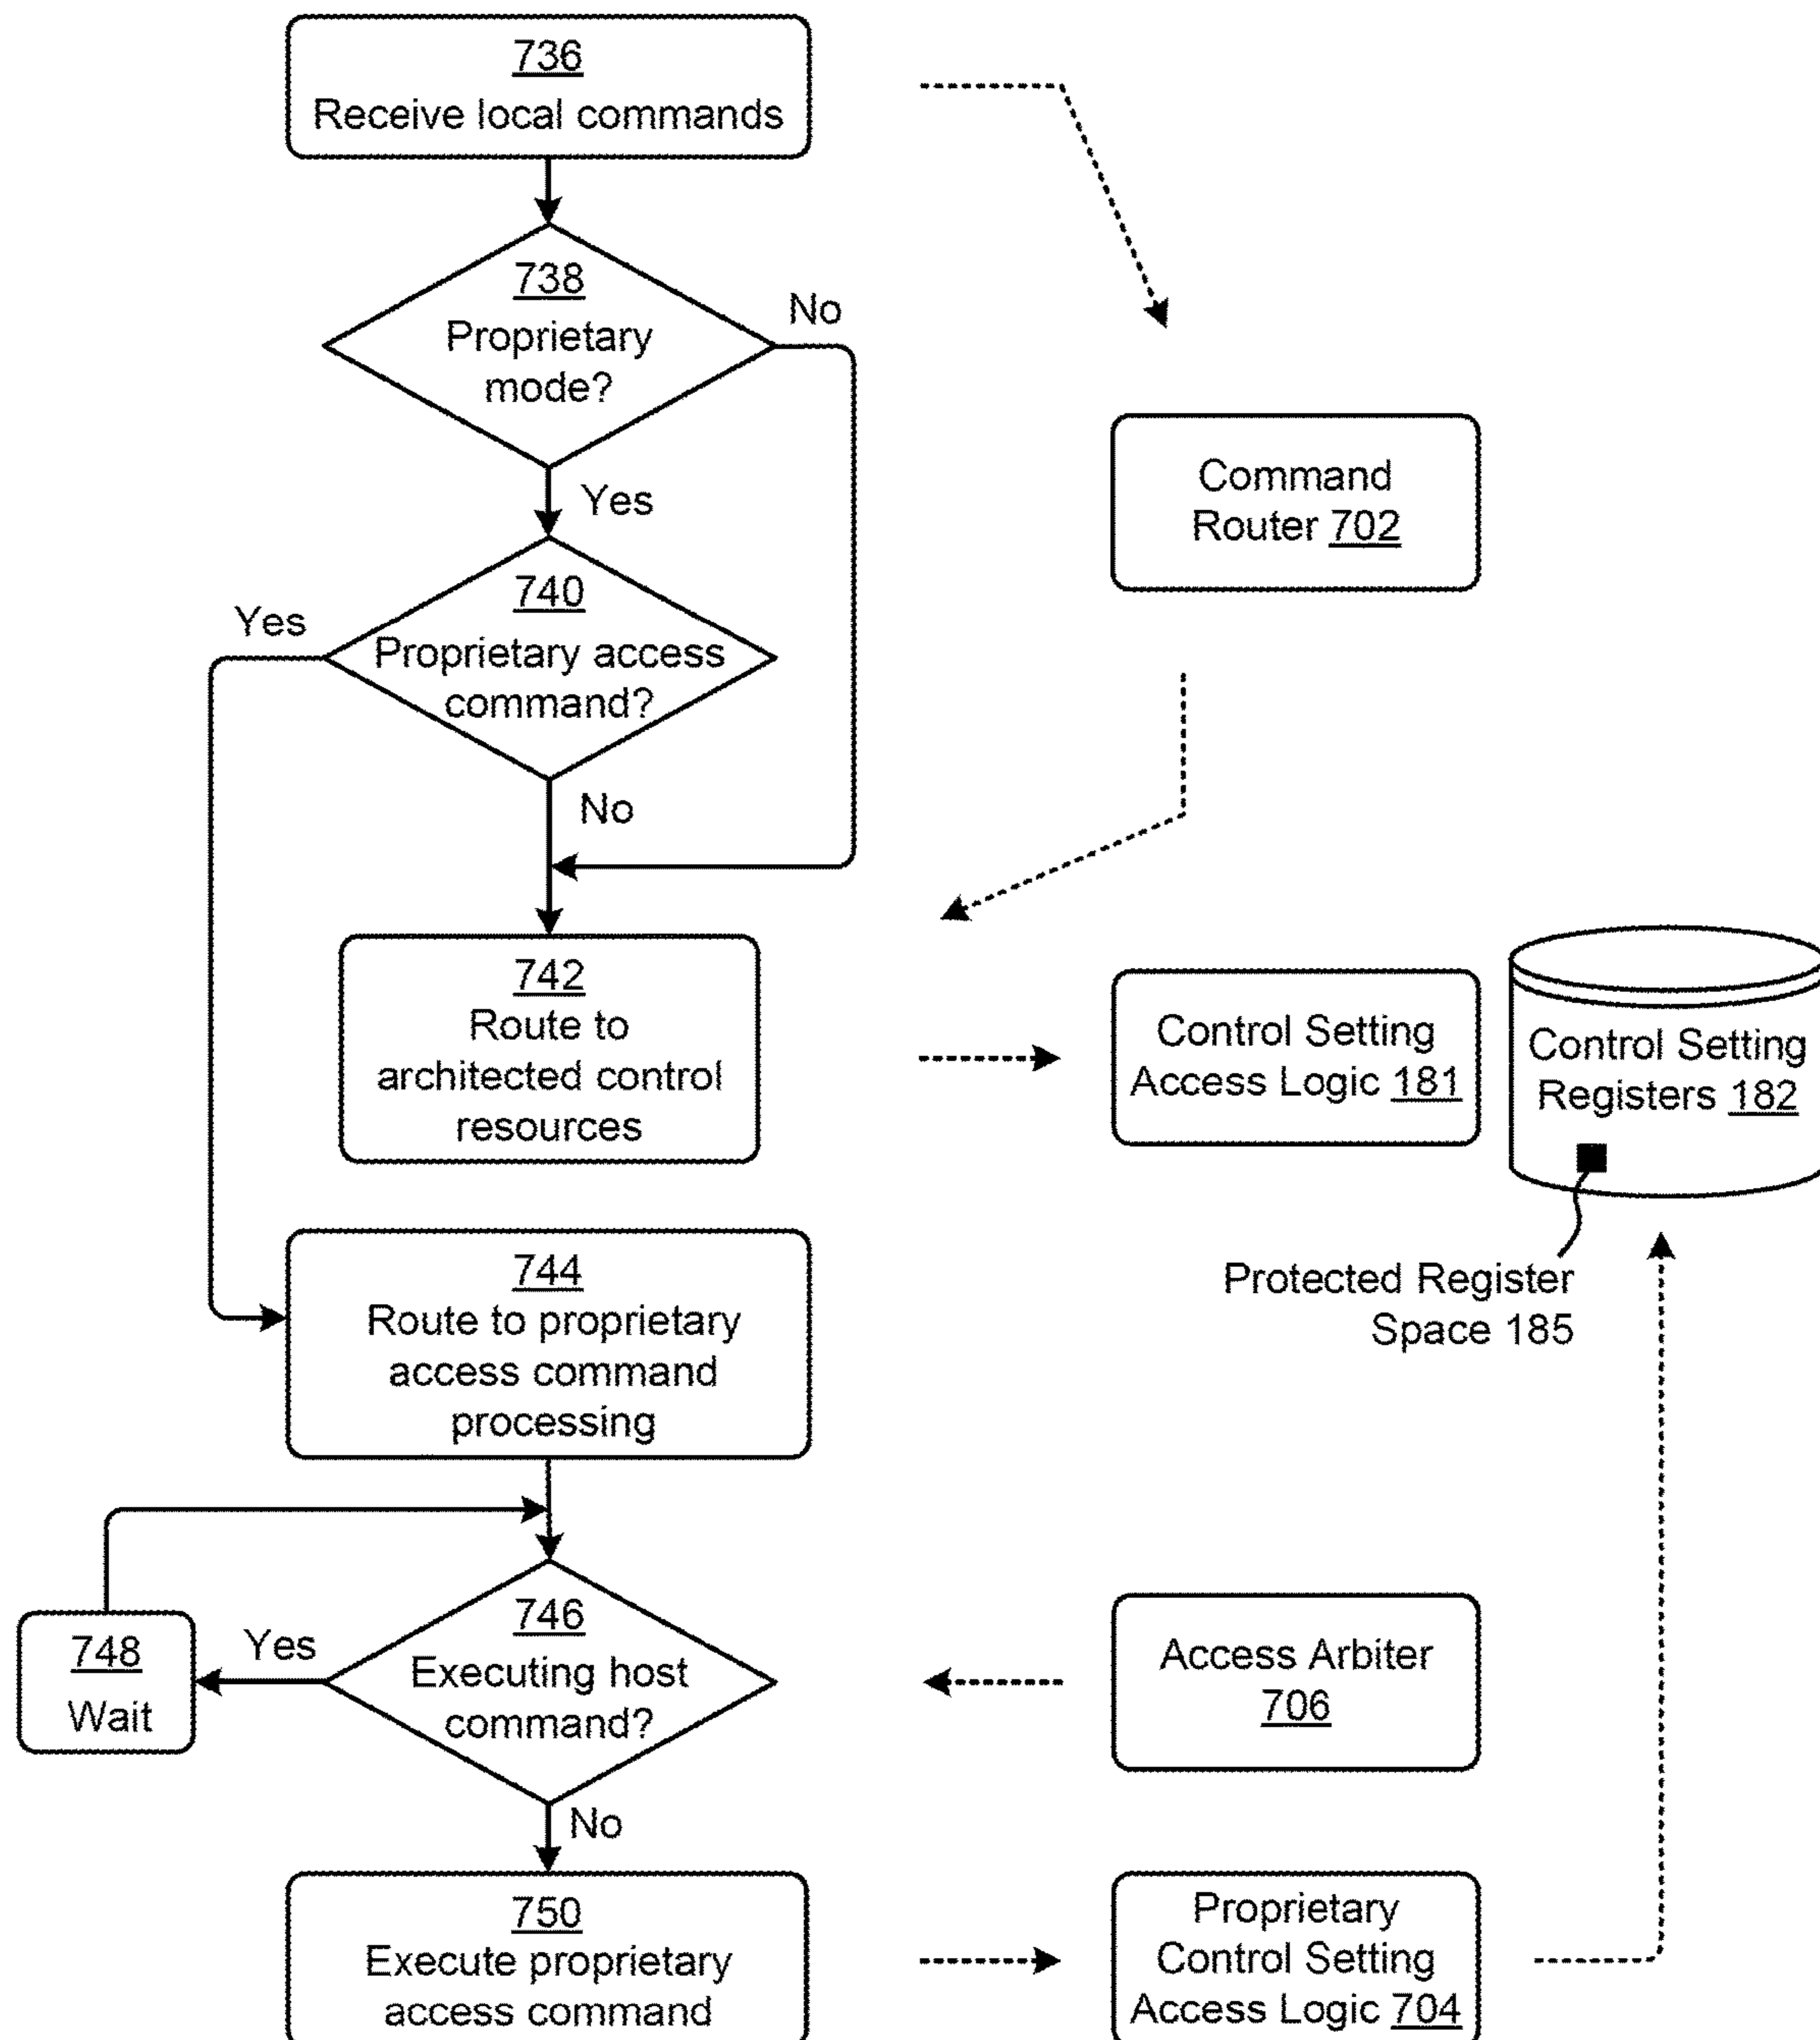 736
Receive local commands
738
Proprietary
mode?
No
Yes
Command
Router 702
740
Proprietary access
command?
Yes
No
742
Route to
architected control
resources
Control Setting
Access Logic 181
Control Setting
Registers 182
Protected Register
Space 185
744
Route to proprietary
access command
processing
746
Executing host
command?
Yes
748
Wait
No
Access Arbiter
706
750
Execute proprietary
access command
Proprietary
Control Setting
Access Logic 704